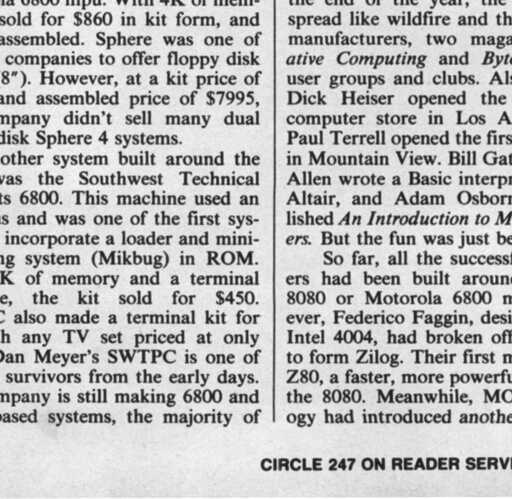 a 6800 mpu. With 4K of mem-
sold for $860 in kit form, and
assembled. Sphere was one of
companies to offer floppy disk
8"). However, at a kit price of
and assembled price of $7995,
mpany didn't sell many dual
disk Sphere 4 systems.
other system built around the
was the Southwest Technical
ts 6800. This machine used an
s and was one of the first sys-
incorporate a loader and mini-
ng system (Mikbug) in ROM.
K of memory and a terminal
e, the kit sold for $450.
C also made a terminal kit for
h any TV set priced at only
Dan Meyer's SWTPC is one of
survivors from the early days.
mpany is still making 6800 and
based systems, the majority of
the end of the year, the
spread like wildfire and th
manufacturers, two maga
ative Computing and Byte
user groups and clubs. Als
Dick Heiser opened the
computer store in Los A
Paul Terrell opened the firs
in Mountain View. Bill Gat
Allen wrote a Basic interpr
Altair, and Adam Osborn
lished An Introduction to M
ers. But the fun was just be
So far, all the successf
ers had been built around
8080 or Motorola 6800 m
ever, Federico Faggin, desi
Intel 4004, had broken off
to form Zilog. Their first m
Z80, a faster, more powerfu
the 8080. Meanwhile, MO
ogy had introduced anothe
CIRCLE 247 ON READER SERVI